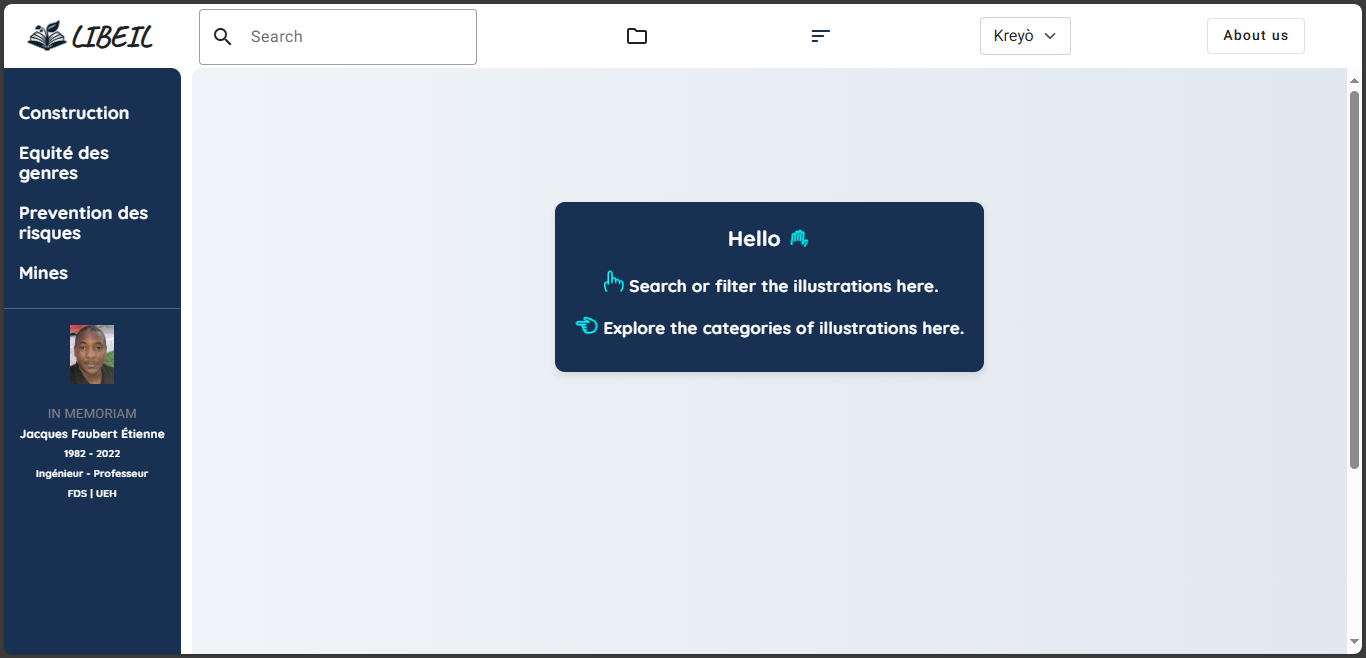 LIBEIL
Search
Kreyò
About us
Construction
Equité des
genres
Prevention des
risques
Mines
IN MEMORIAM
Jacques Faubert Étienne
1982 - 2022
Ingénieur - Professeur
FDS | UEH
Hello
Search or filter the illustrations here.
Explore the categories of illustrations here.